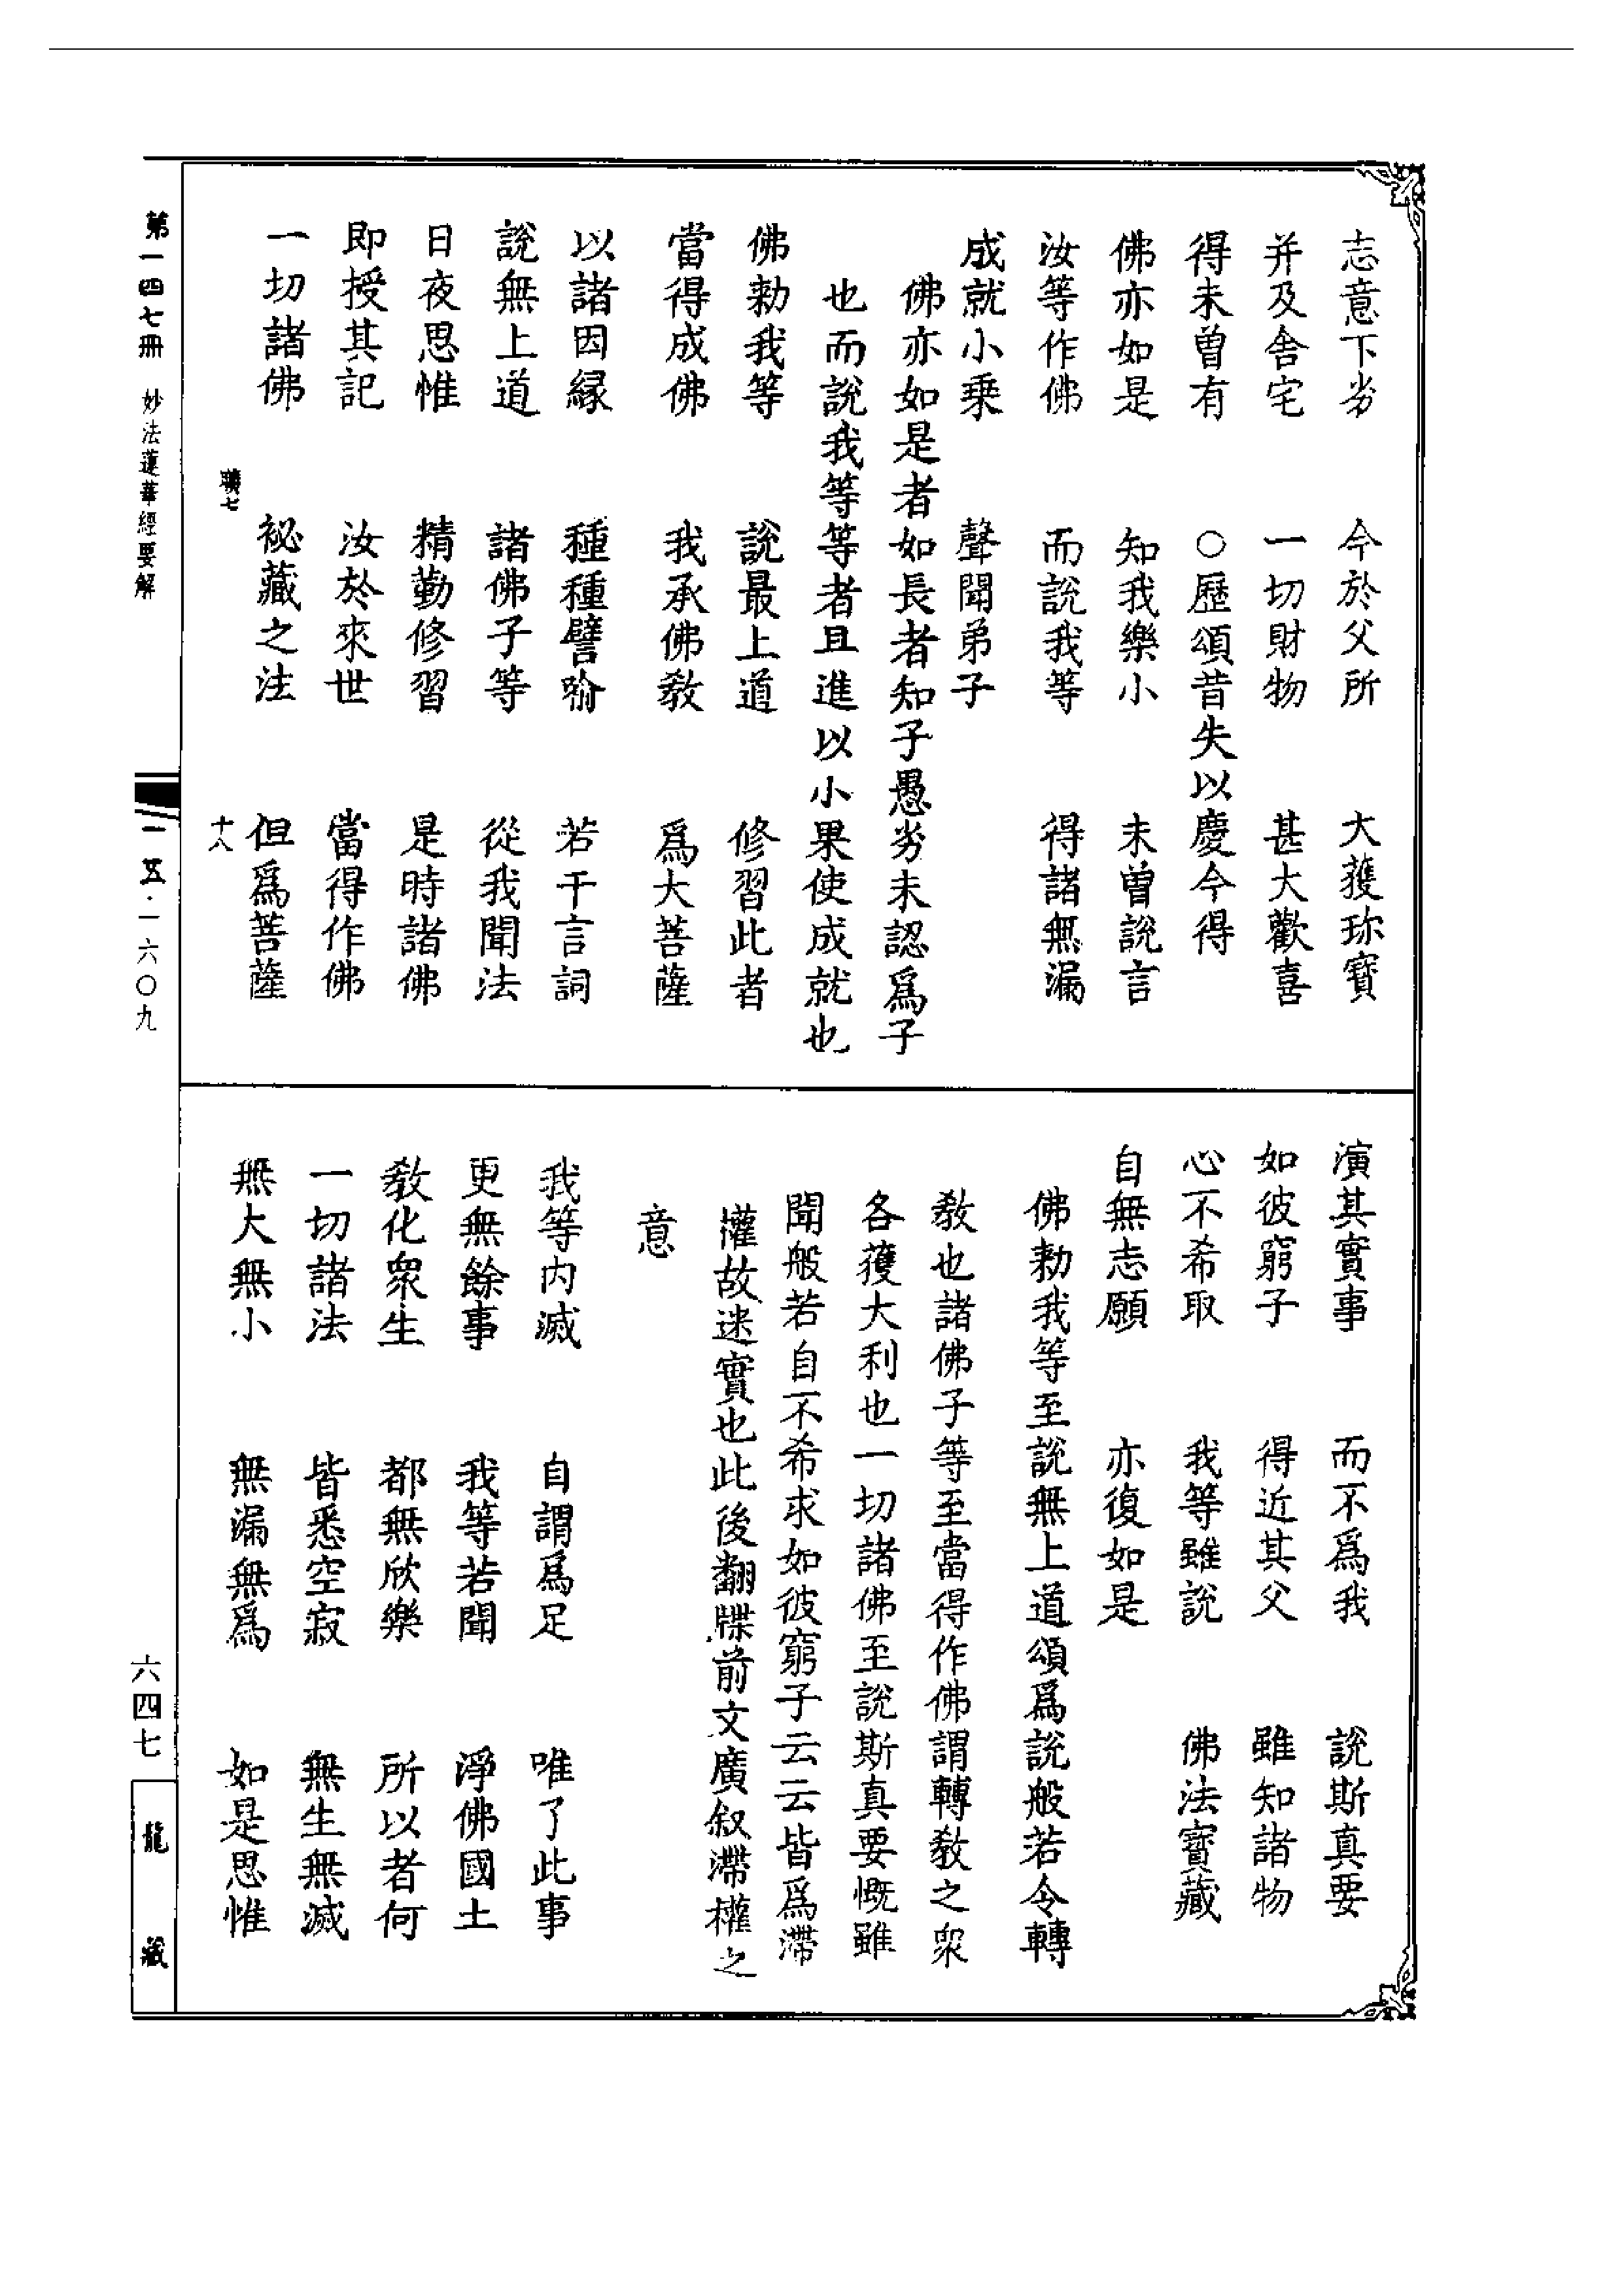 志意下劣　今於父所　大獲珎寶
并及舍宅　一切財物　甚大歡喜
得未曽有　○歷頌昔失以慶今得
佛亦如是　知我樂小　未曽說言
汝等作佛　而說我等　得諸無漏
成就小乗　聲聞弟子
佛亦如是者如長者知子愚劣未認爲子
也而說我等等者且進以小果使成就也
佛勅我等　說最上道　修習此者
當得成佛　我承佛教　爲大菩薩
以諸因縁　種種譬喻　若干言詞
說無上道　諸佛子等　從我聞法
日夜思惟　精勤修習　是時諸佛
即授其記　汝於來世　當得作佛
一切諸佛　祕藏之法　但爲菩薩
十八
演其實事　而不爲我　說斯真要
如彼窮子　得近其父　雖知諸物
心不希取　我等雖說　佛法寶藏
自無志願　亦復如是
佛勅我等至說無上道頌爲說般若令轉
教也諸佛子等至當得作佛謂轉教之衆
各獲大利也一切諸佛至說斯真要慨雖
聞般若自不希求如彼窮子云云皆爲滯
權故迷實也此後翻牒前文廣叙滯權之
意
我等内滅　自謂爲足　唯了此事
更無餘事　我等若聞　淨佛國土
教化衆生　都無欣樂　所以者何
一切諸法　皆悉空寂　無生無滅
無大無小　無漏無爲　如是思惟
第一四七冊　妙法蓮華經要解
一五·一六〇九
六四七
龍藏